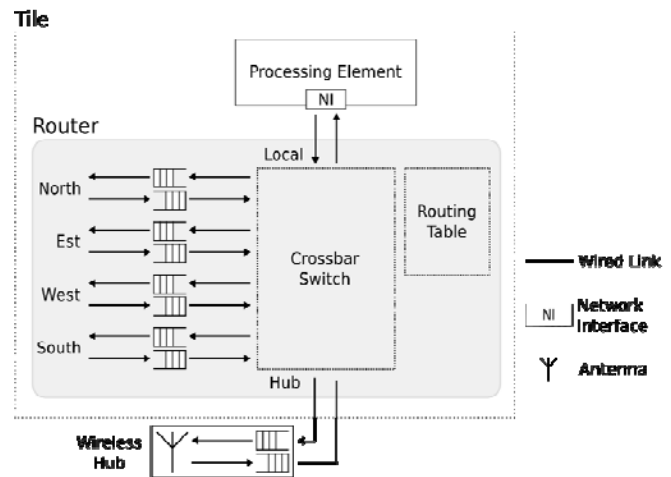 Tile
Processing Element
NI
Router
Local
North
Est
West
South
Crossbar
Switch
Routing
Table
Hub
Wireless
Hub
Wired Link
NI
Network
Interface
Antenna